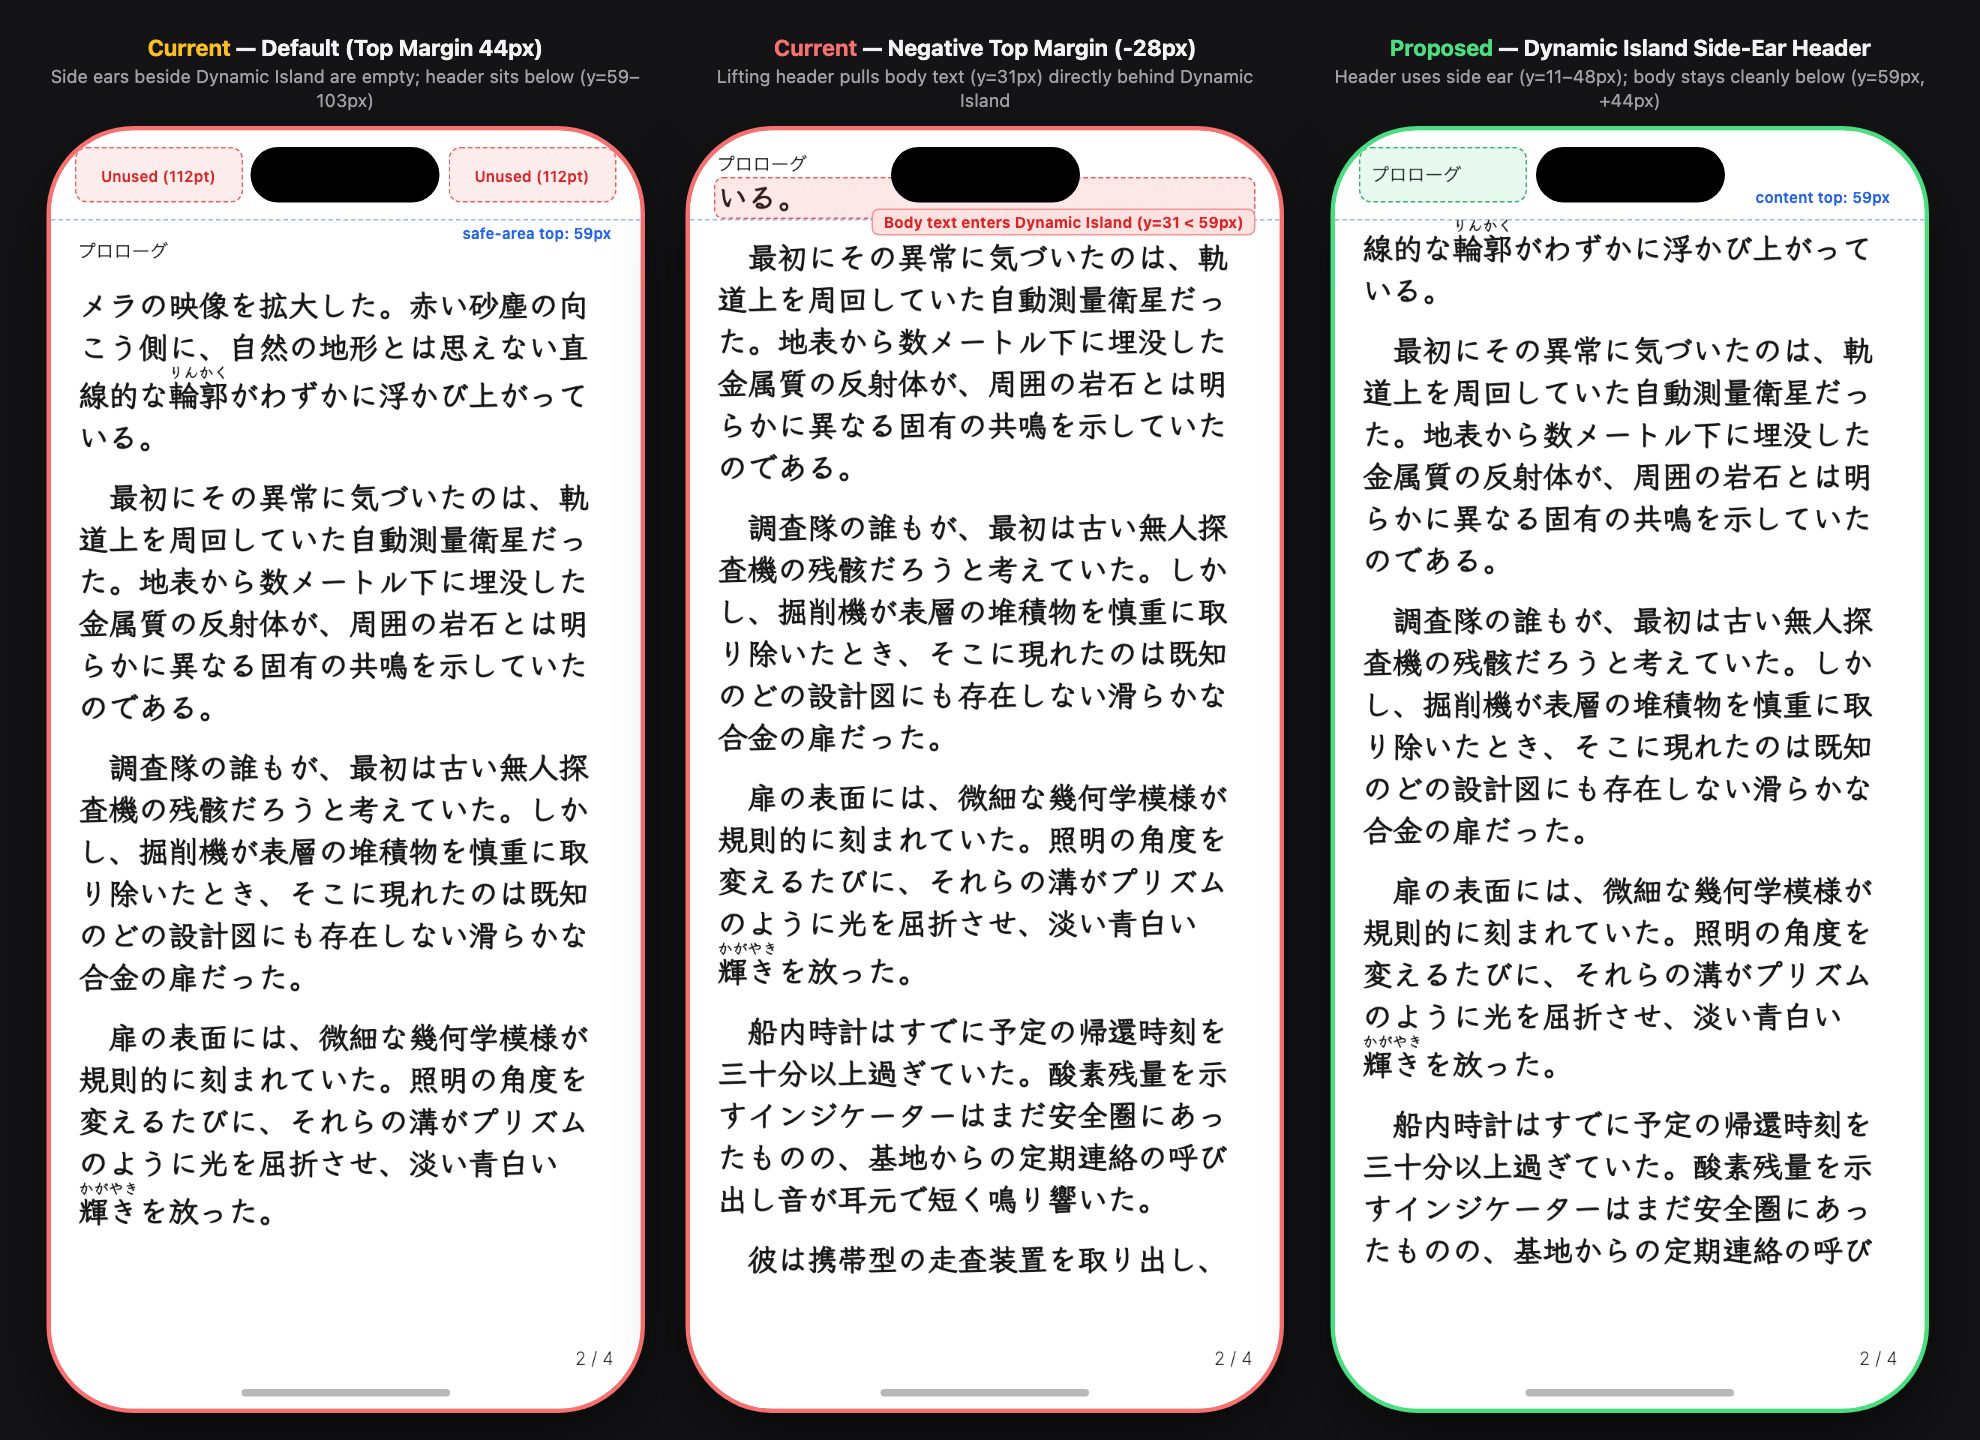 Current — Default (Top Margin 44px)
Side ears beside Dynamic Island are empty; header sits below (y=59–
103px)
Unused (112pt)
Unused (112pt)
safe-area top: 59px
プロローグ
メラの映像を拡大した。赤い砂塵の向
こう側に、自然の地形とは思えない直
りんかく
線的な輪郭がわずかに浮かび上がって
いる。
最初にその異常に気づいたのは、軌
道上を周回していた自動測量衛星だっ
た。地表から数メートル下に埋没した
金属質の反射体が、周囲の岩石とは明
らかに異なる固有の共鳴を示していた
のである。
調査隊の誰もが、最初は古い無人探
査機の残骸だろうと考えていた。しか
し、掘削機が表層の堆積物を慎重に取
り除いたとき、そこに現れたのは既知
のどの設計図にも存在しない滑らかな
合金の扉だった。
扉の表面には、微細な幾何学模様が
規則的に刻まれていた。照明の角度を
変えるたびに、それらの溝がプリズム
のように光を屈折させ、淡い青白い
かがやき
輝きを放った。
2 / 4
Current — Negative Top Margin (-28px)
Lifting header pulls body text (y=31px) directly behind Dynamic
Island
プロローグ
いる。
Body text enters Dynamic Island (y=31 < 59px)
最初にその異常に気づいたのは、軌
道上を周回していた自動測量衛星だっ
た。地表から数メートル下に埋没した
金属質の反射体が、周囲の岩石とは明
らかに異なる固有の共鳴を示していた
のである。
調査隊の誰もが、最初は古い無人探
査機の残骸だろうと考えていた。しか
し、掘削機が表層の堆積物を慎重に取
り除いたとき、そこに現れたのは既知
のどの設計図にも存在しない滑らかな
合金の扉だった。
扉の表面には、微細な幾何学模様が
規則的に刻まれていた。照明の角度を
変えるたびに、それらの溝がプリズム
のように光を屈折させ、淡い青白い
かがやき
輝きを放った。
船内時計はすでに予定の帰還時刻を
三十分以上過ぎていた。酸素残量を示
すインジケーターはまだ安全圏にあっ
たものの、基地からの定期連絡の呼び
出し音が耳元で短く鳴り響いた。
彼は携帯型の走査装置を取り出し、
2 / 4
Proposed — Dynamic Island Side-Ear Header
Header uses side ear (y=11–48px); body stays cleanly below (y=59px,
+44px)
プロローグ
content top: 59px
りんかく
線的な輪郭がわずかに浮かび上がって
いる。
最初にその異常に気づいたのは、軌
道上を周回していた自動測量衛星だっ
た。地表から数メートル下に埋没した
金属質の反射体が、周囲の岩石とは明
らかに異なる固有の共鳴を示していた
のである。
調査隊の誰もが、最初は古い無人探
査機の残骸だろうと考えていた。しか
し、掘削機が表層の堆積物を慎重に取
り除いたとき、そこに現れたのは既知
のどの設計図にも存在しない滑らかな
合金の扉だった。
扉の表面には、微細な幾何学模様が
規則的に刻まれていた。照明の角度を
変えるたびに、それらの溝がプリズム
のように光を屈折させ、淡い青白い
かがやき
輝きを放った。
船内時計はすでに予定の帰還時刻を
三十分以上過ぎていた。酸素残量を示
すインジケーターはまだ安全圏にあっ
たものの、基地からの定期連絡の呼び
2 / 4